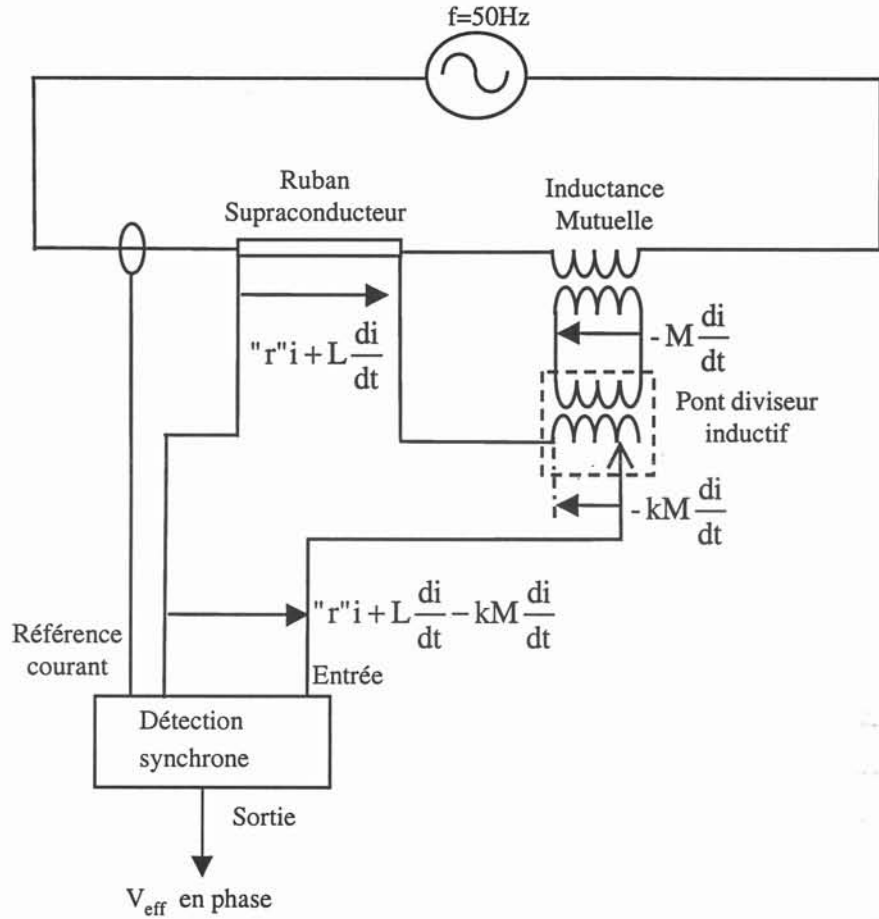 f=50Hz
Ruban
Supraconducteur
Inductance
Mutuelle
"r"i + L di/dt
- M di/dt
Pont diviseur
inductif
- kM di/dt
"r"i + L di/dt − kM di/dt
Référence
courant
Entrée
Détection
synchrone
Sortie
V_eff en phase